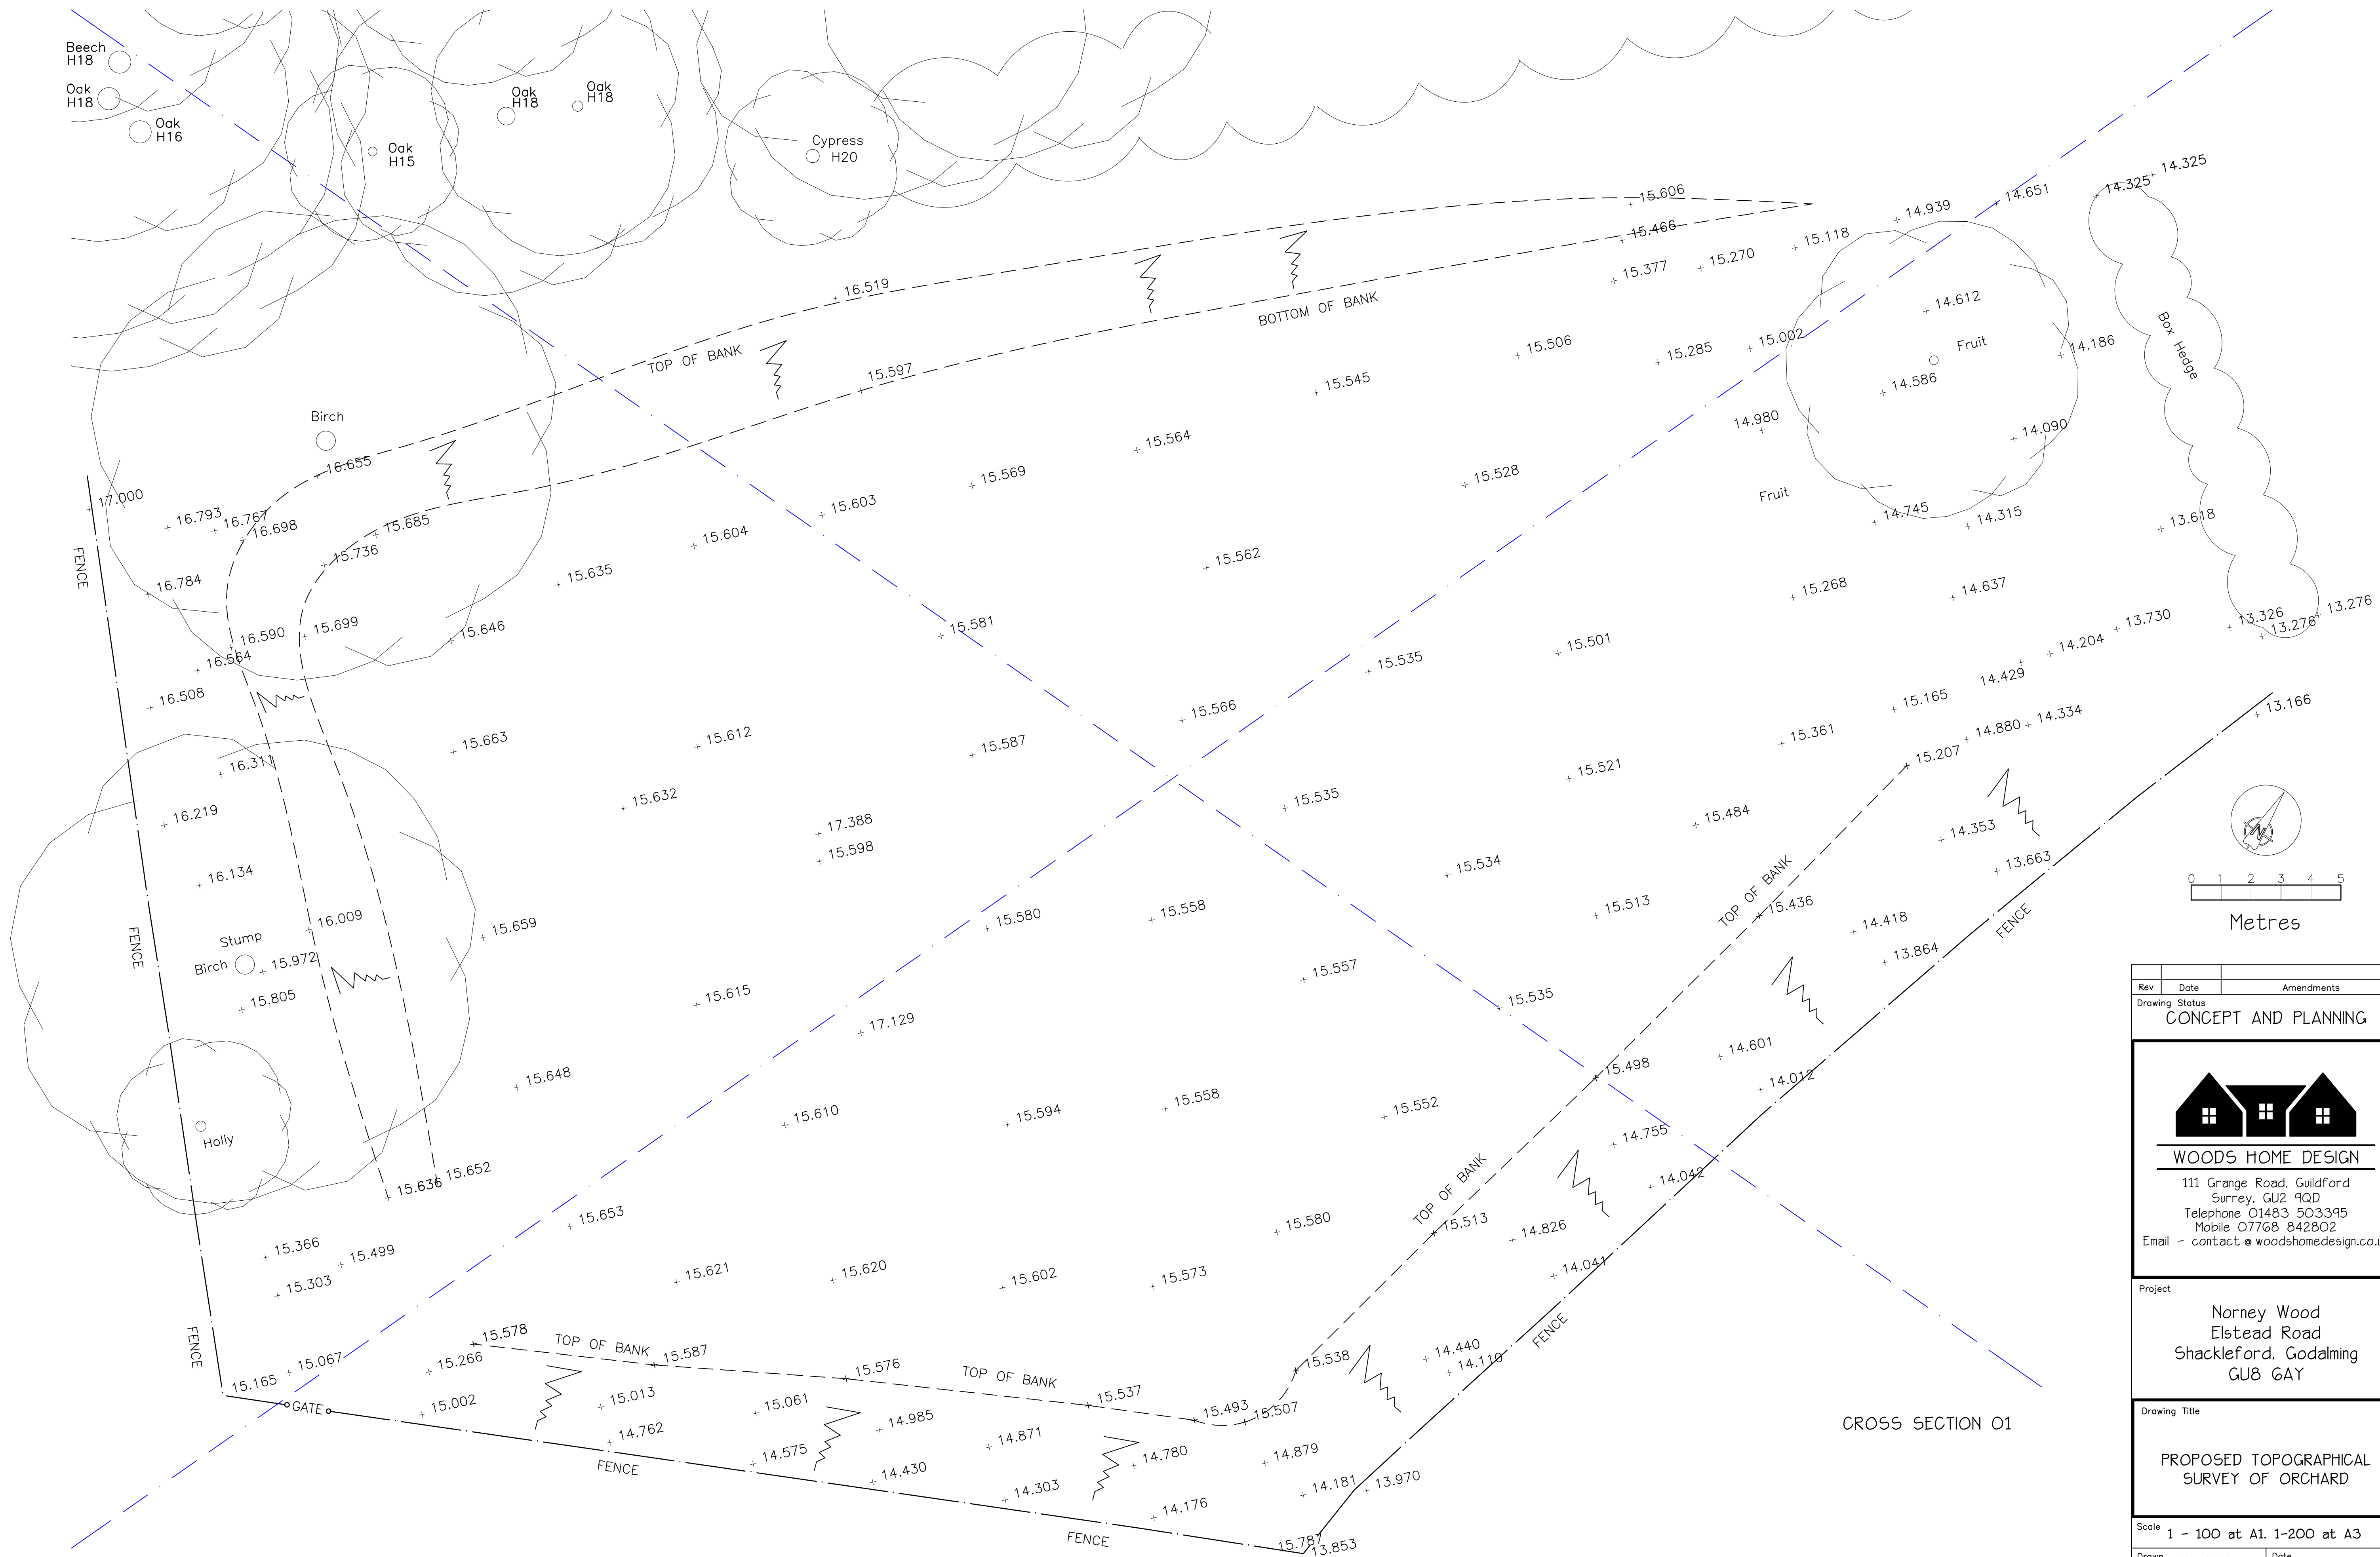 Beech
H18
Oak
H18
Oak
H16
Oak
H15
Oak
H18
Oak
H18
Cypress
H20
14.325
14.325
14.651
14.939
15.606
15.466
15.118
15.270
15.377
16.519
BOTTOM OF BANK
14.612
Box Hedge
TOP OF BANK
15.597
15.506
15.285
15.002
Fruit
14.186
15.545
14.586
Birch
14.980
14.090
15.564
16.655
15.569
15.528
Fruit
17.000
16.793
16.767
16.698
15.685
15.603
14.745
14.315
13.618
FENCE
15.736
15.604
15.562
16.784
15.635
15.268
14.637
13.276
16.590
15.699
15.646
15.581
13.730
13.326
13.276
16.564
15.535
15.501
14.204
14.429
16.508
15.566
15.165
14.334
13.166
15.663
15.612
15.587
15.361
14.880
15.207
16.311
15.521
15.632
15.535
16.219
17.388
15.598
15.484
14.353
13.663
16.134
15.534
TOP OF BANK
0 1 2 3 4 5
Metres
16.009
15.659
15.580
15.558
15.513
15.436
14.418
FENCE
FENCE
Stump
Birch
15.972
15.557
13.864
15.805
15.615
15.535
17.129
14.601
15.498
14.012
15.648
15.610
15.594
15.558
15.552
14.755
Holly
15.652
15.636
14.042
TOP OF BANK
15.653
15.580
15.513
14.826
15.366
15.499
15.303
15.621
15.620
15.602
15.573
14.041
FENCE
FENCE
15.578
TOP OF BANK
15.587
15.067
15.266
15.576
TOP OF BANK
15.538
14.440
14.110
15.165
GATE
15.002
15.013
15.061
15.537
15.493
15.507
14.985
14.762
14.575
14.871
14.780
14.879
FENCE
14.430
14.303
14.181
13.970
14.176
FENCE
15.787
13.853
CROSS SECTION 01
N
Rev Date Amendments
Drawing Status
CONCEPT AND PLANNING
WOODS HOME DESIGN
111 Grange Road, Guildford
Surrey, GU2 9QD
Telephone 01483 503395
Mobile 07768 842802
Email - contact @ woodshomedesign.co.u
Project
Norney Wood
Elstead Road
Shackleford, Godalming
GU8 6AY
Drawing Title
PROPOSED TOPOGRAPHICAL
SURVEY OF ORCHARD
Scale 1 - 100 at A1, 1-200 at A3
Drawn Date